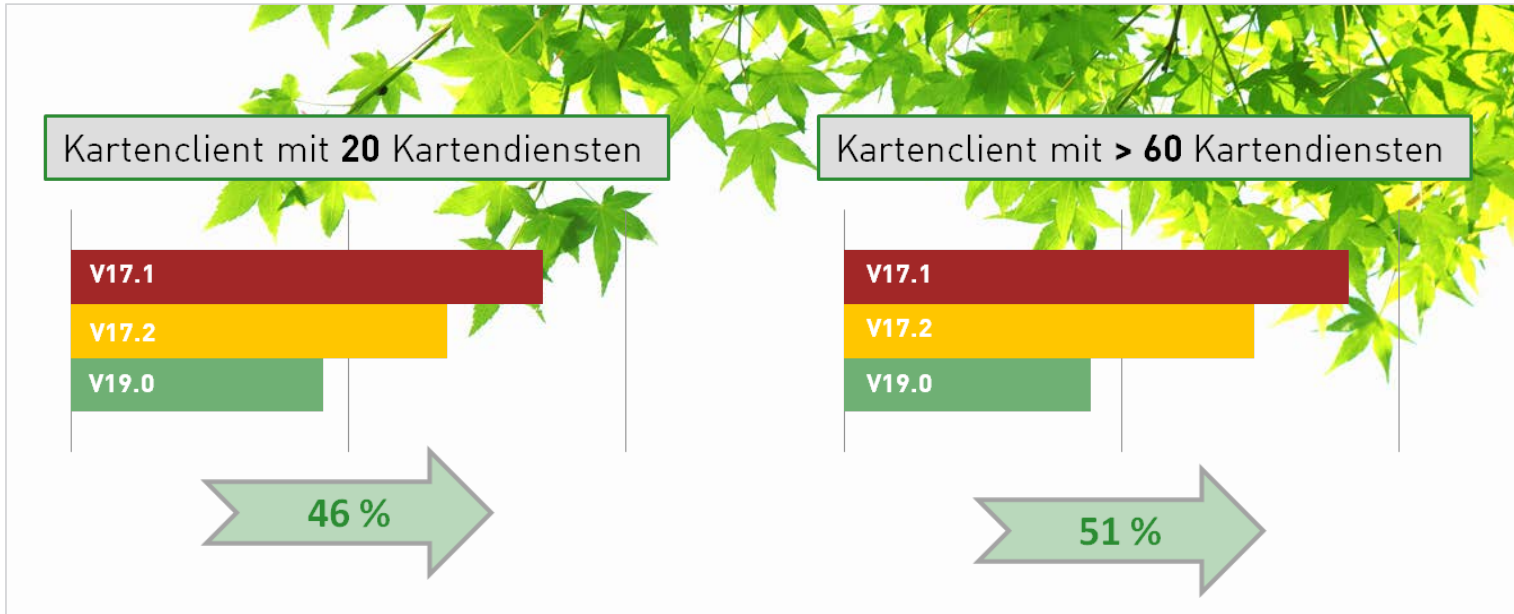 Kartenclient mit 20 Kartendiensten
V17.1
V17.2
V19.0
46 %
Kartenclient mit > 60 Kartendiensten
V17.1
V17.2
V19.0
51 %